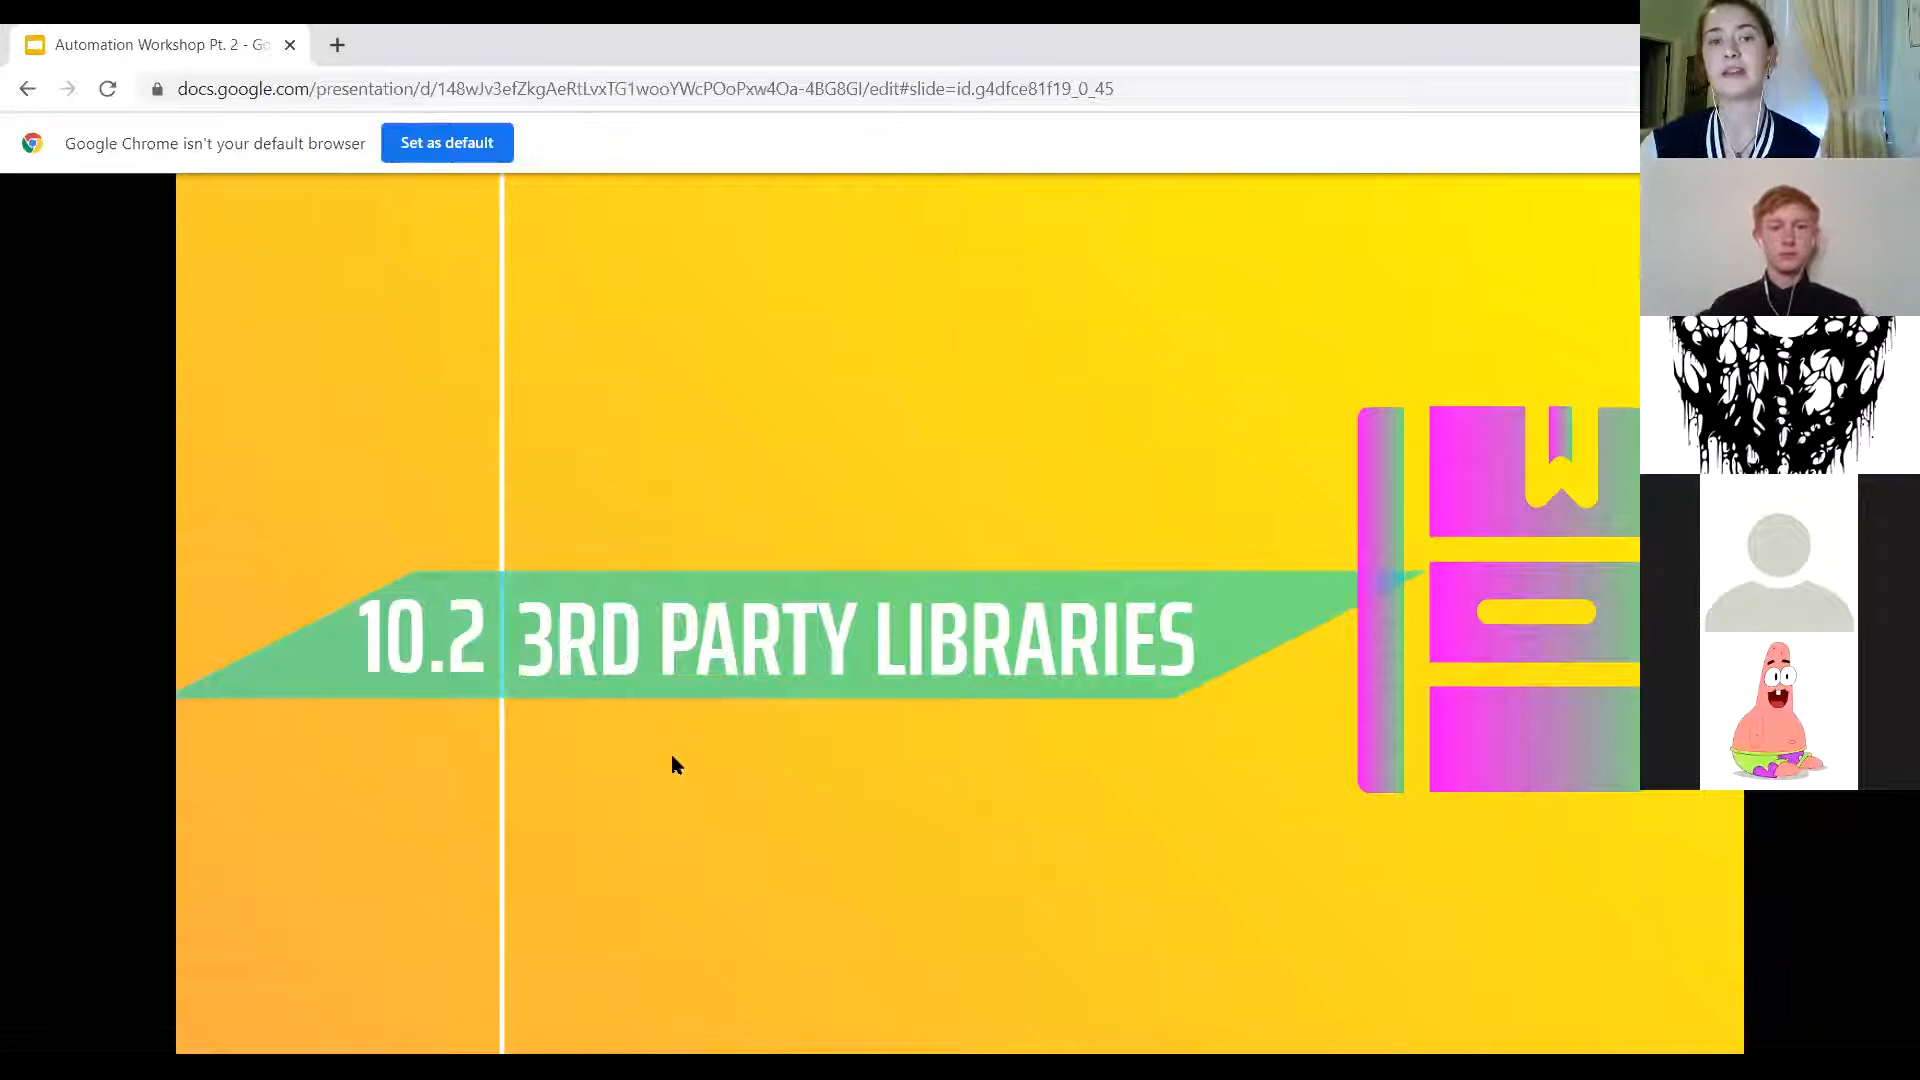 Automation Workshop Pt. 2 - Go
docs.google.com/presentation/d/148wJv3efZkgAeRtLvxTG1wooYWcPOoPxw4Oa-4BG8GI/edit#slide=id.g4dfce81f19_0_45
Google Chrome isn't your default browser
Set as default
10.2 3RD PARTY LIBRARIES